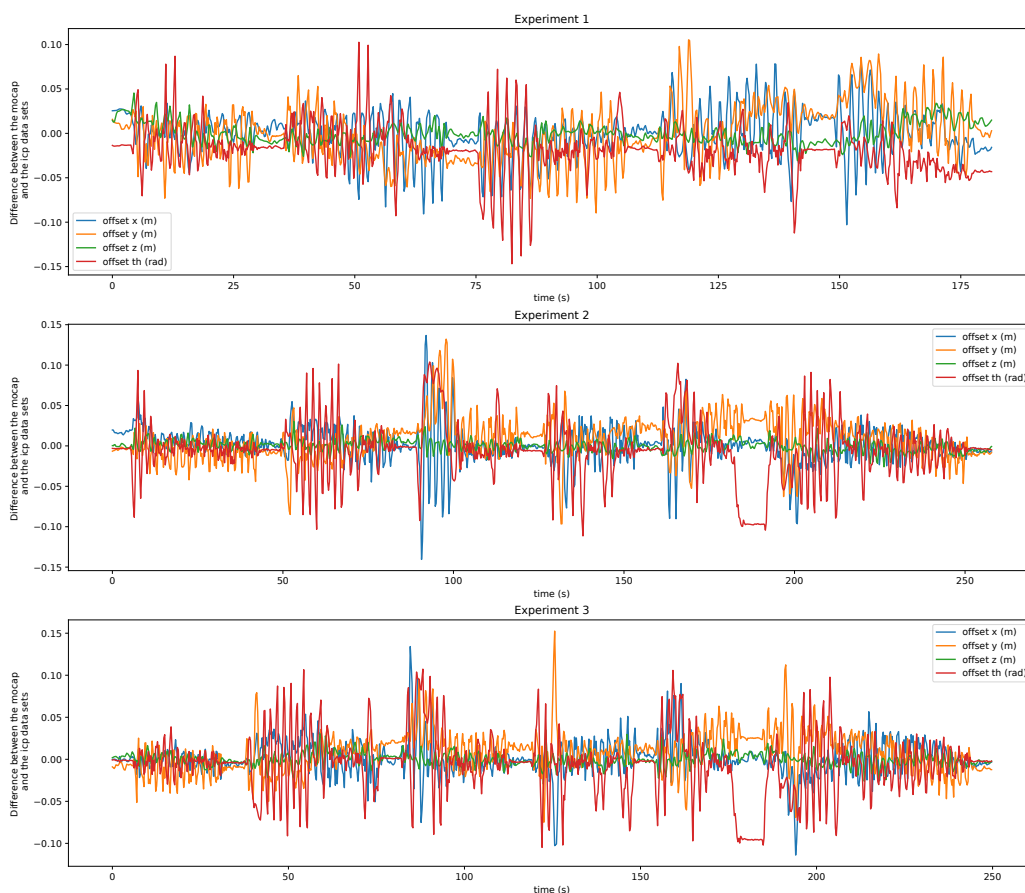 Experiment 1
Difference between the mocap
and the icp data sets
0.10
0.05
0.00
−0.05
−0.10
−0.15
offset x (m)
offset y (m)
offset z (m)
offset th (rad)
0 25 50 75 100 125 150 175
time (s)
Experiment 2
Difference between the mocap
and the icp data sets
0.15
0.10
0.05
0.00
−0.05
−0.10
−0.15
offset x (m)
offset y (m)
offset z (m)
offset th (rad)
0 50 100 150 200 250
time (s)
Experiment 3
Difference between the mocap
and the icp data sets
0.15
0.10
0.05
0.00
−0.05
−0.10
offset x (m)
offset y (m)
offset z (m)
offset th (rad)
0 50 100 150 200 250
time (s)